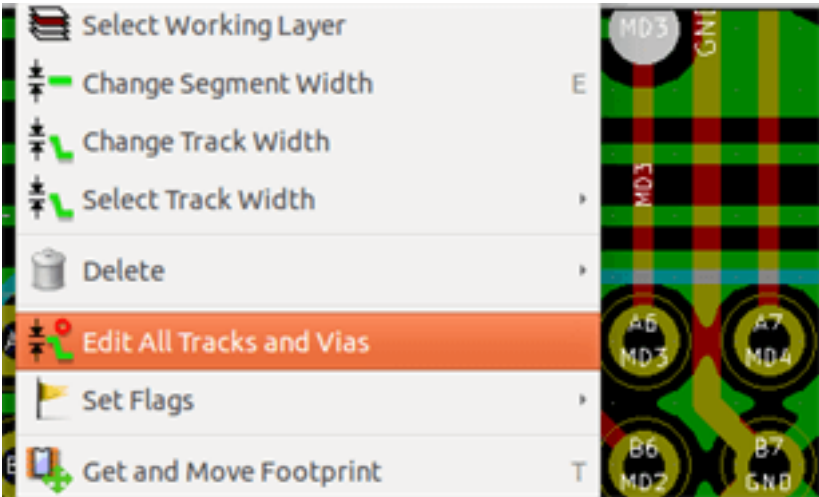 Select Working Layer
Change Segment Width E
Change Track Width
Select Track Width
Delete
Edit All Tracks and Vias
Set Flags
Get and Move Footprint T
MD3
GND
MD3
A6
MD3
A7
MD4
B6
MD2
B7
GND